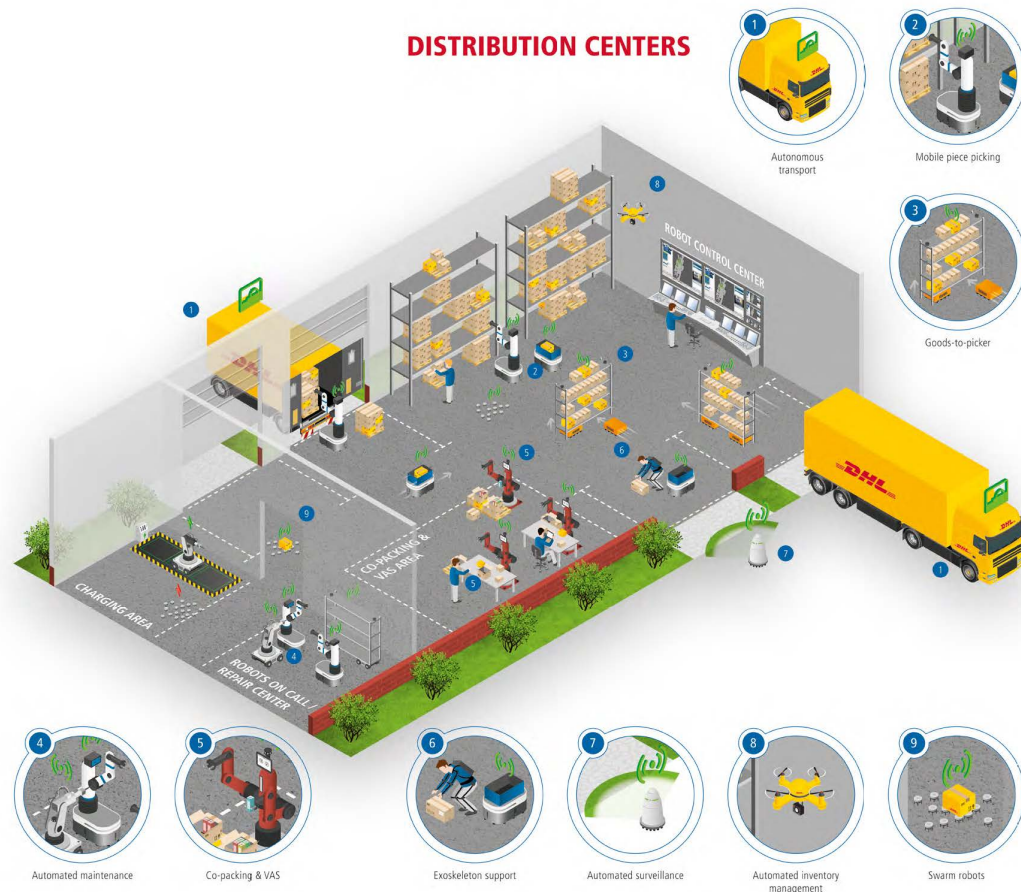 DISTRIBUTION CENTERS
1
Autonomous
transport
2
Mobile piece picking
3
Goods-to-picker
8
ROBOT CONTROL CENTER
1
DHL
2
3
5
6
9
CO-PACKING &
VAS AREA
5
CHARGING AREA
4
ROBOTS ON CALL /
REPAIR CENTER
7
DHL
DHL
1
4
Automated maintenance
5
Co-packing & VAS
6
Exoskeleton support
7
Automated surveillance
8
Automated inventory
management
9
Swarm robots